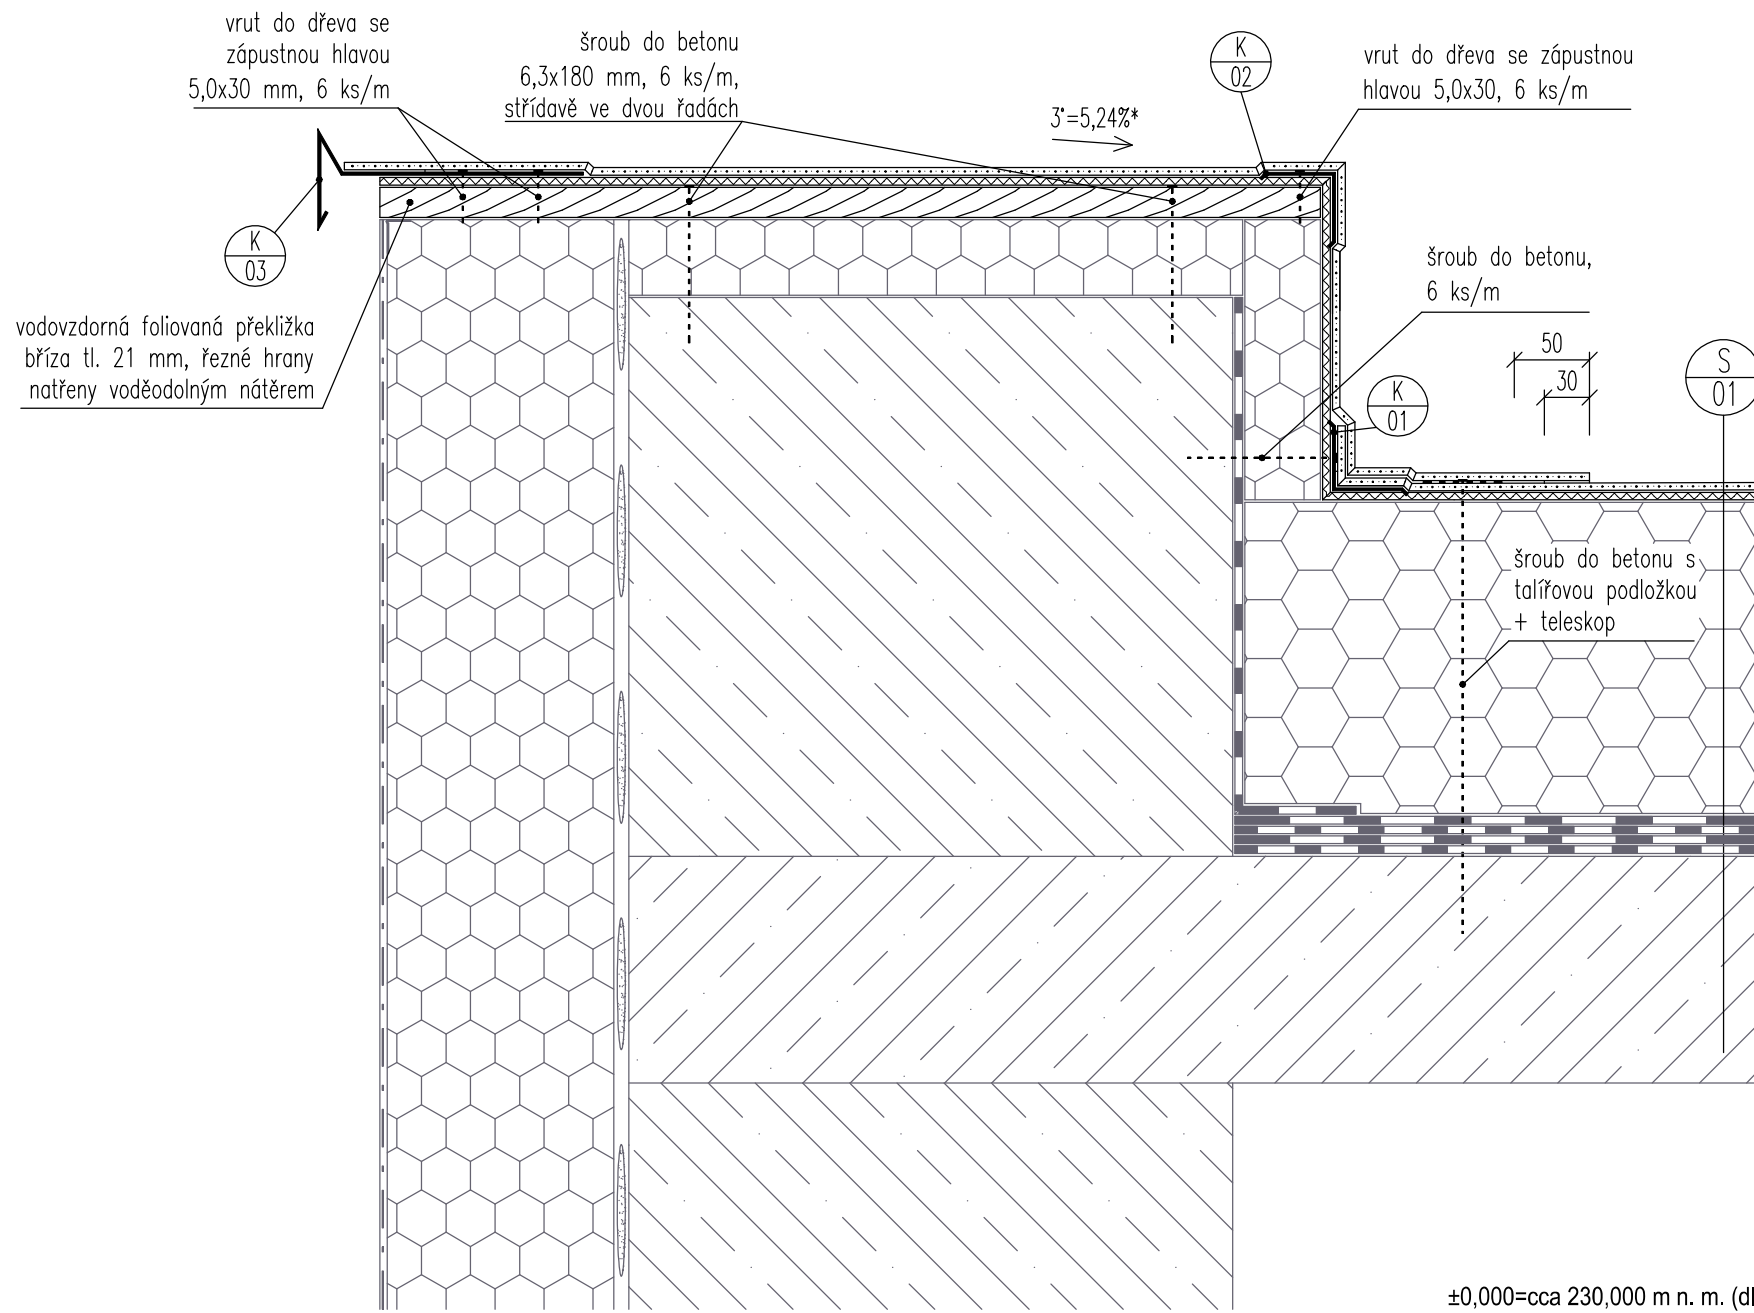 vrut do dřeva se
zápustnou hlavou
5,0x30 mm, 6 ks/m
šroub do betonu
6,3x180 mm, 6 ks/m,
střídavě ve dvou řadách
3°=5,24%*
K
02
vrut do dřeva se zápustnou
hlavou 5,0x30, 6 ks/m
K
03
vodovzdorná foliovaná překližka
bříza tl. 21 mm, řezné hrany
natřeny voděodolným nátěrem
šroub do betonu,
6 ks/m
50
30
S
01
K
01
šroub do betonu s
talířovou podložkou
+ teleskop
±0,000=cca 230,000 m n. m. (dl